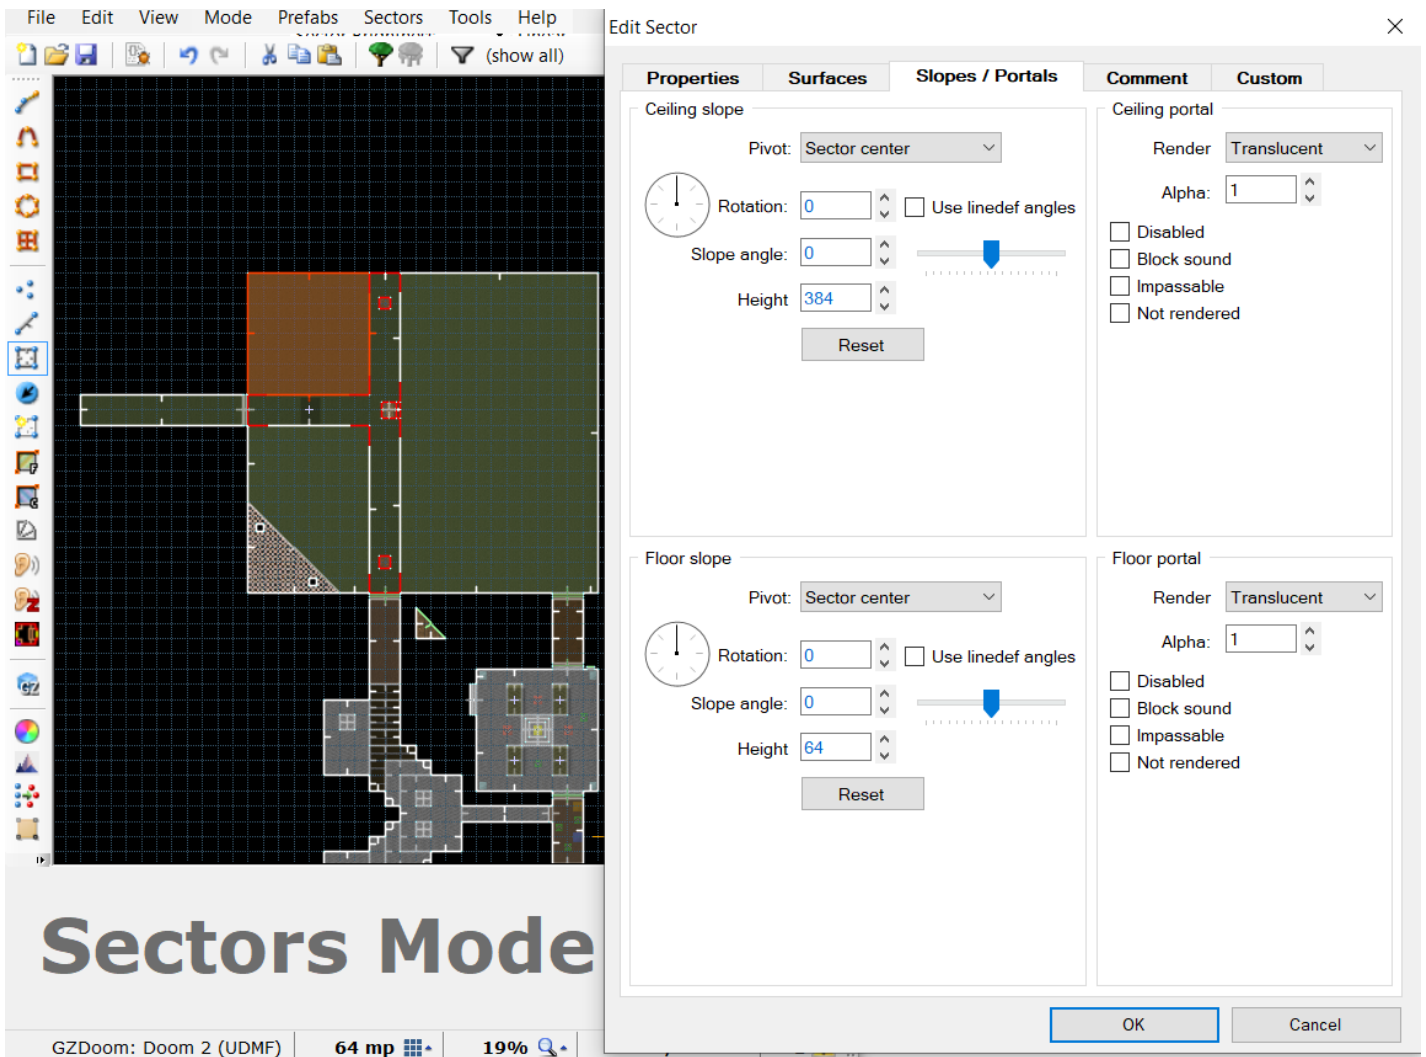 File Edit View Mode Prefabs Sectors Tools Help
(show all)
Edit Sector
Properties Surfaces Slopes / Portals Comment Custom
Ceiling slope
Pivot: Sector center
Rotation: 0 Use linedef angles
Slope angle: 0
Height 384
Reset
Ceiling portal
Render Translucent
Alpha: 1
Disabled
Block sound
Impassable
Not rendered
Floor slope
Pivot: Sector center
Rotation: 0 Use linedef angles
Slope angle: 0
Height 64
Reset
Floor portal
Render Translucent
Alpha: 1
Disabled
Block sound
Impassable
Not rendered
Sectors Mode
OK Cancel
GZDoom: Doom 2 (UDMF) 64 mp 19%